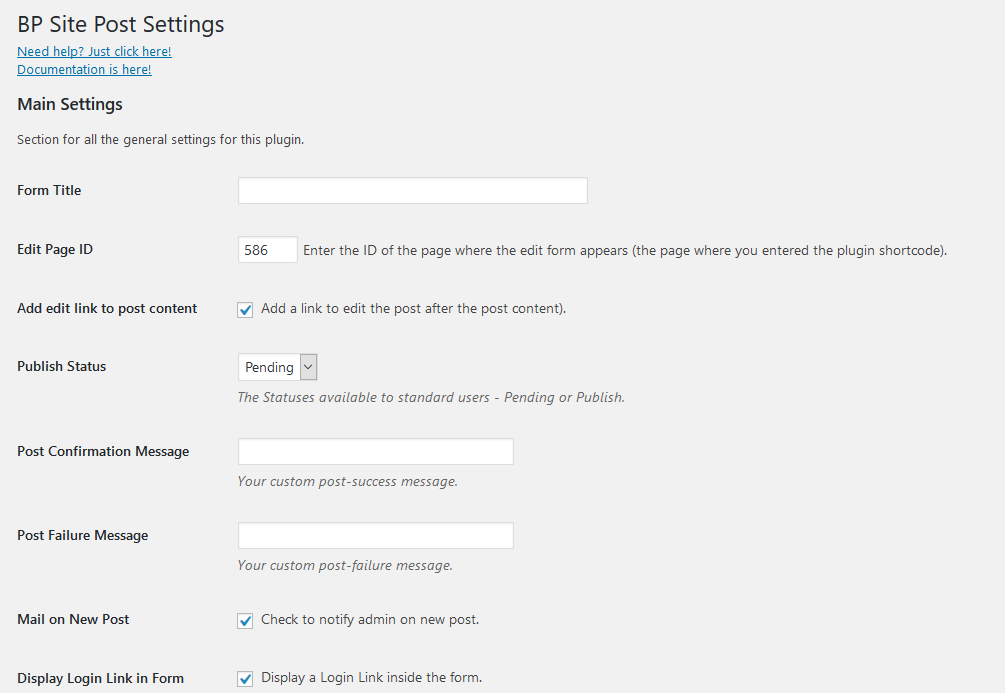 BP Site Post Settings
Need help? Just click here!
Documentation is here!
Main Settings
Section for all the general settings for this plugin.
Form Title
Edit Page ID 586 Enter the ID of the page where the edit form appears (the page where you entered the plugin shortcode).
Add edit link to post content Add a link to edit the post after the post content).
Publish Status Pending
The Statuses available to standard users - Pending or Publish.
Post Confirmation Message
Your custom post-success message.
Post Failure Message
Your custom post-failure message.
Mail on New Post Check to notify admin on new post.
Display Login Link in Form Display a Login Link inside the form.